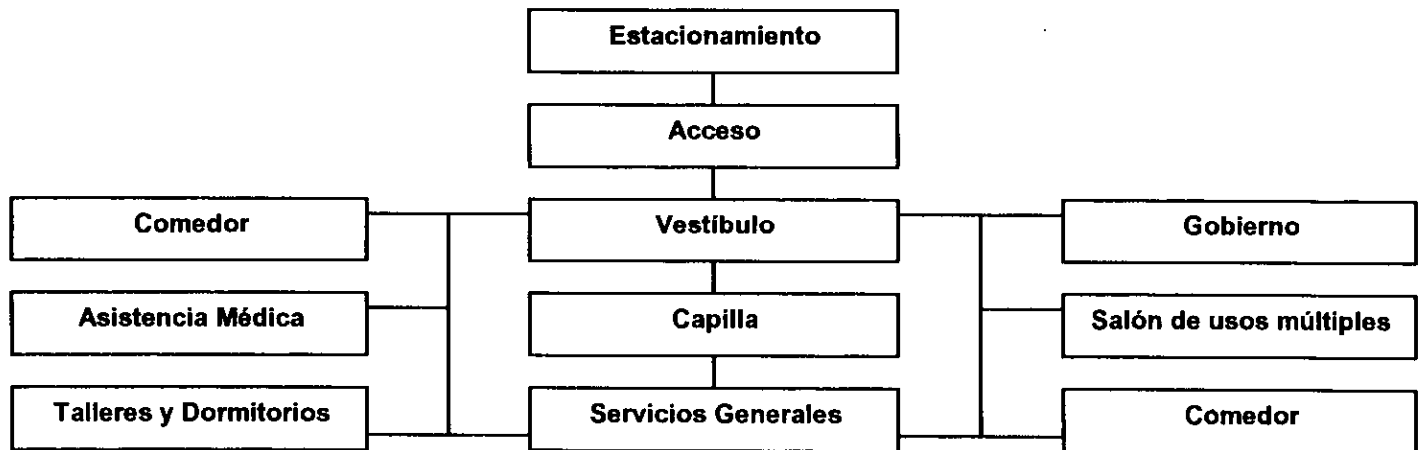 Estacionamiento
Acceso
Comedor
Vestíbulo
Gobierno
Asistencia Médica
Capilla
Salón de usos múltiples
Talleres y Dormitorios
Servicios Generales
Comedor